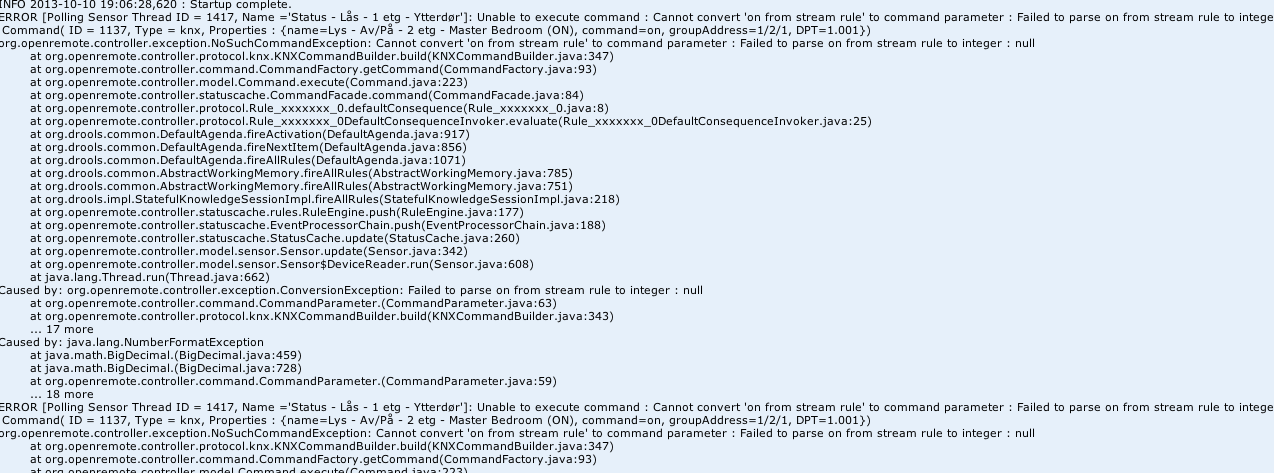 INFO 2013-10-10 19:06:28,620 : Startup complete.
ERROR [Polling Sensor Thread ID = 1417, Name ='Status - Lås - 1 etg - Ytterdør']: Unable to execute command : Cannot convert 'on from stream rule' to command parameter : Failed to parse on from stream rule to intege
Command( ID = 1137, Type = knx, Properties : {name=Lys - Av/På - 2 etg - Master Bedroom (ON), command=on, groupAddress=1/2/1, DPT=1.001})
org.openremote.controller.exception.NoSuchCommandException: Cannot convert 'on from stream rule' to command parameter : Failed to parse on from stream rule to integer : null
at org.openremote.controller.protocol.knx.KNXCommandBuilder.build(KNXCommandBuilder.java:347)
at org.openremote.controller.command.CommandFactory.getCommand(CommandFactory.java:93)
at org.openremote.controller.model.Command.execute(Command.java:223)
at org.openremote.controller.statuscache.CommandFacade.command(CommandFacade.java:84)
at org.openremote.controller.protocol.Rule_xxxxxxx_0.defaultConsequence(Rule_xxxxxxx_0.java:8)
at org.openremote.controller.protocol.Rule_xxxxxxx_0DefaultConsequenceInvoker.evaluate(Rule_xxxxxxx_0DefaultConsequenceInvoker.java:25)
at org.drools.common.DefaultAgenda.fireActivation(DefaultAgenda.java:917)
at org.drools.common.DefaultAgenda.fireNextItem(DefaultAgenda.java:856)
at org.drools.common.DefaultAgenda.fireAllRules(DefaultAgenda.java:1071)
at org.drools.common.AbstractWorkingMemory.fireAllRules(AbstractWorkingMemory.java:785)
at org.drools.common.AbstractWorkingMemory.fireAllRules(AbstractWorkingMemory.java:751)
at org.drools.impl.StatefulKnowledgeSessionImpl.fireAllRules(StatefulKnowledgeSessionImpl.java:218)
at org.openremote.controller.statuscache.rules.RuleEngine.push(RuleEngine.java:177)
at org.openremote.controller.statuscache.EventProcessorChain.push(EventProcessorChain.java:188)
at org.openremote.controller.statuscache.StatusCache.update(StatusCache.java:260)
at org.openremote.controller.model.sensor.Sensor.update(Sensor.java:342)
at org.openremote.controller.model.sensor.Sensor$DeviceReader.run(Sensor.java:608)
at java.lang.Thread.run(Thread.java:662)
Caused by: org.openremote.controller.exception.ConversionException: Failed to parse on from stream rule to integer : null
at org.openremote.controller.command.CommandParameter.(CommandParameter.java:63)
at org.openremote.controller.protocol.knx.KNXCommandBuilder.build(KNXCommandBuilder.java:343)
... 17 more
Caused by: java.lang.NumberFormatException
at java.math.BigDecimal.(BigDecimal.java:459)
at java.math.BigDecimal.(BigDecimal.java:728)
at org.openremote.controller.command.CommandParameter.(CommandParameter.java:59)
... 18 more
ERROR [Polling Sensor Thread ID = 1417, Name ='Status - Lås - 1 etg - Ytterdør']: Unable to execute command : Cannot convert 'on from stream rule' to command parameter : Failed to parse on from stream rule to intege
Command( ID = 1137, Type = knx, Properties : {name=Lys - Av/På - 2 etg - Master Bedroom (ON), command=on, groupAddress=1/2/1, DPT=1.001})
org.openremote.controller.exception.NoSuchCommandException: Cannot convert 'on from stream rule' to command parameter : Failed to parse on from stream rule to integer : null
at org.openremote.controller.protocol.knx.KNXCommandBuilder.build(KNXCommandBuilder.java:347)
at org.openremote.controller.command.CommandFactory.getCommand(CommandFactory.java:93)
at org.openremote.controller.model.Command.execute(Command.java:223)